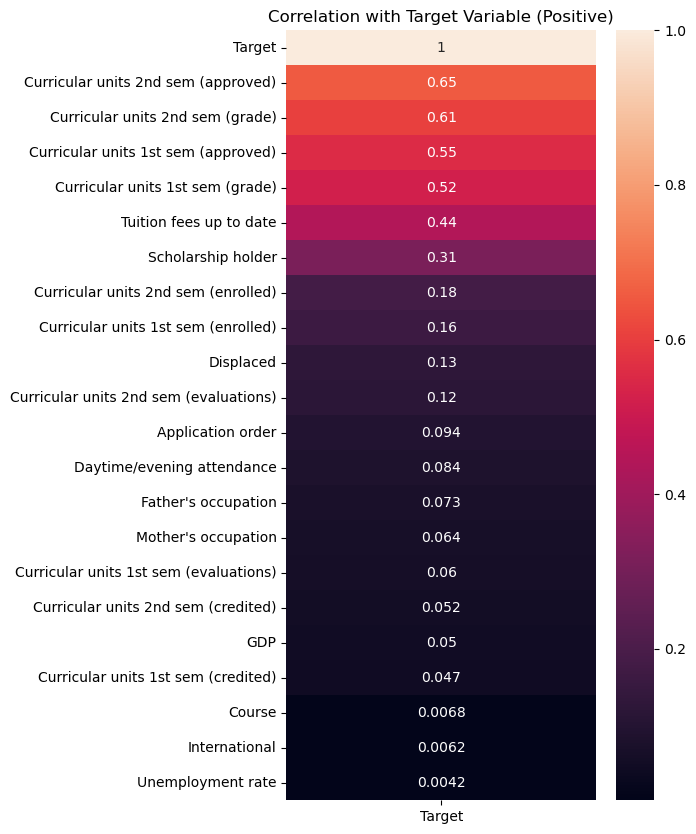 Correlation with Target Variable (Positive)
Target 1
Curricular units 2nd sem (approved) 0.65
Curricular units 2nd sem (grade) 0.61
Curricular units 1st sem (approved) 0.55
Curricular units 1st sem (grade) 0.52
Tuition fees up to date 0.44
Scholarship holder 0.31
Curricular units 2nd sem (enrolled) 0.18
Curricular units 1st sem (enrolled) 0.16
Displaced 0.13
Curricular units 2nd sem (evaluations) 0.12
Application order 0.094
Daytime/evening attendance 0.084
Father's occupation 0.073
Mother's occupation 0.064
Curricular units 1st sem (evaluations) 0.06
Curricular units 2nd sem (credited) 0.052
GDP 0.05
Curricular units 1st sem (credited) 0.047
Course 0.0068
International 0.0062
Unemployment rate 0.0042
Target
1.0
0.8
0.6
0.4
0.2